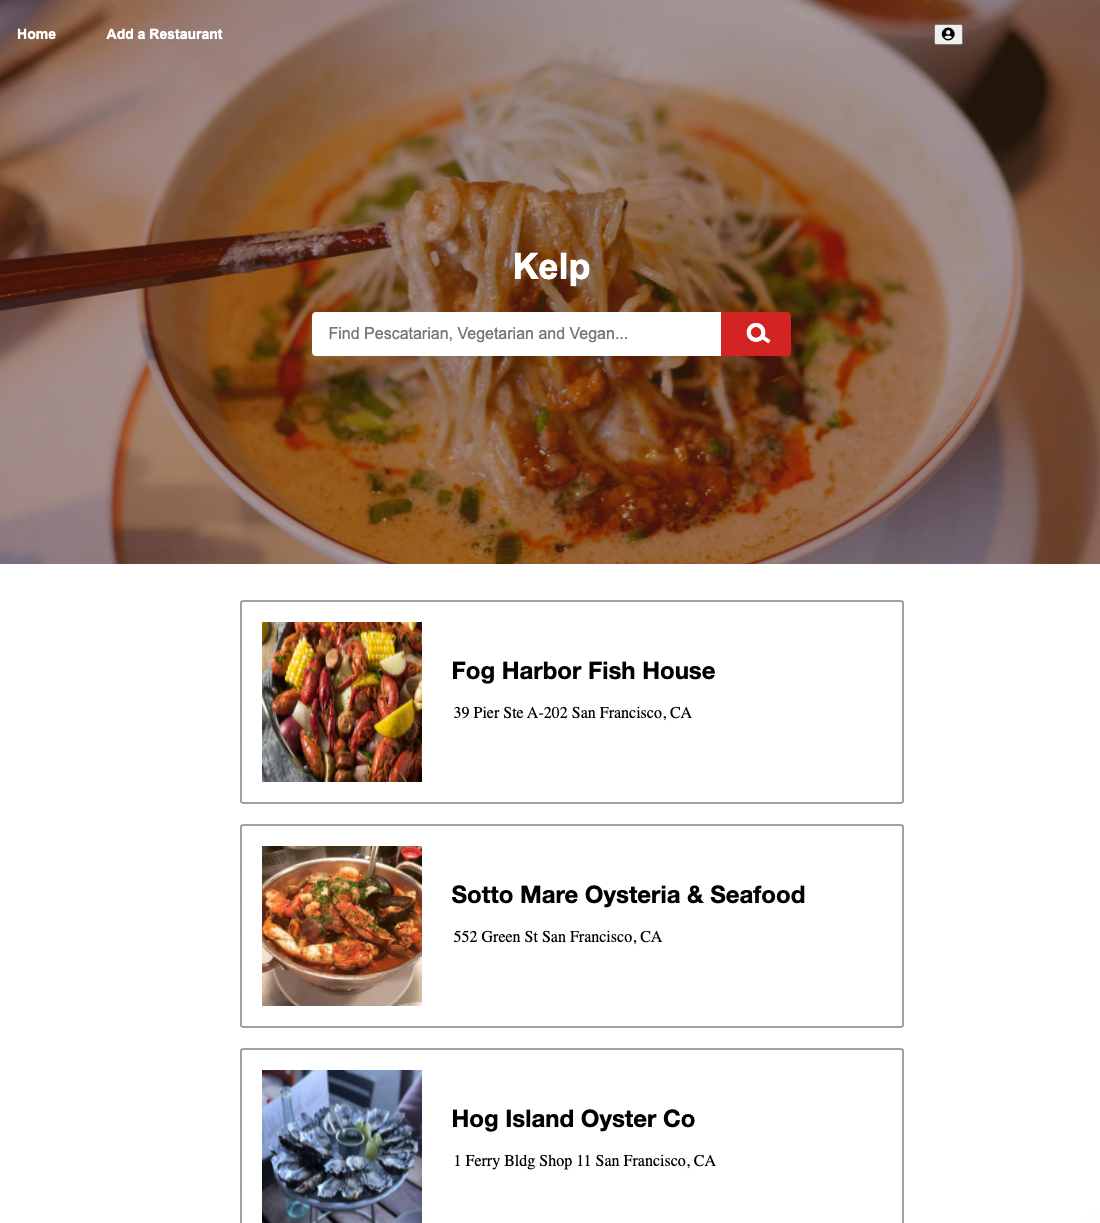 Home
Add a Restaurant
Kelp
Find Pescatarian, Vegetarian and Vegan...
Fog Harbor Fish House
39 Pier Ste A-202 San Francisco, CA
Sotto Mare Oysteria & Seafood
552 Green St San Francisco, CA
Hog Island Oyster Co
1 Ferry Bldg Shop 11 San Francisco, CA